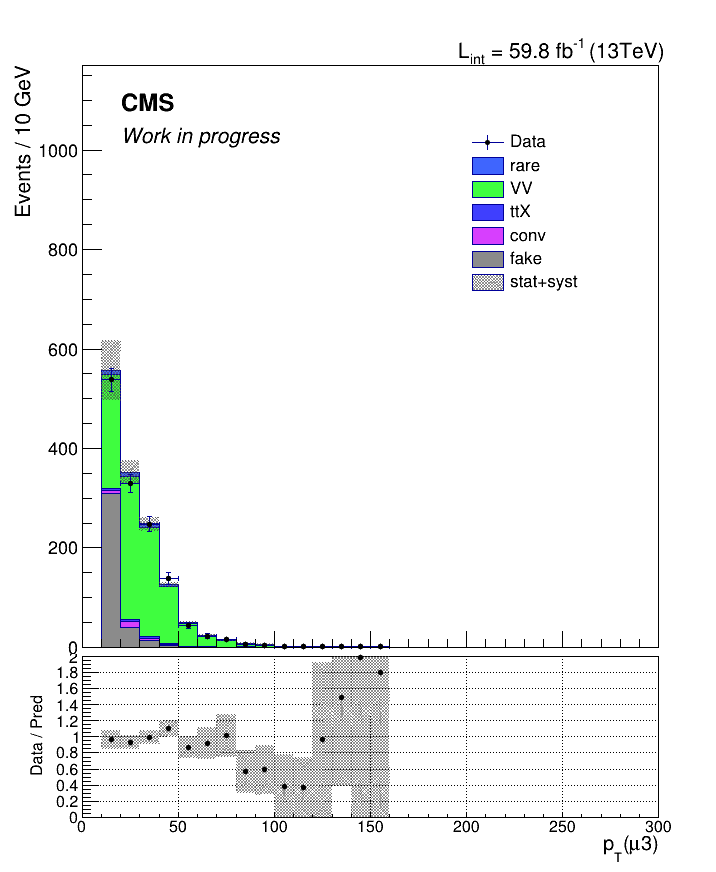 L_int = 59.8 fb^-1 (13TeV)
Events / 10 GeV
CMS
Work in progress
Data
rare
VV
ttX
conv
fake
stat+syst
1000
800
600
400
200
0
Data / Pred
2
1.8
1.6
1.4
1.2
1
0.8
0.6
0.4
0.2
0
0 50 100 150 200 250 300
p_T(μ3)